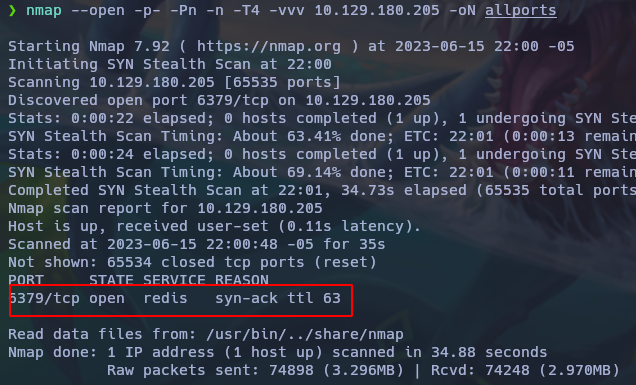 ❯ nmap --open -p- -Pn -n -T4 -vvv 10.129.180.205 -oN allports
Starting Nmap 7.92 ( https://nmap.org ) at 2023-06-15 22:00 -05
Initiating SYN Stealth Scan at 22:00
Scanning 10.129.180.205 [65535 ports]
Discovered open port 6379/tcp on 10.129.180.205
Stats: 0:00:22 elapsed; 0 hosts completed (1 up), 1 undergoing SYN Ste
SYN Stealth Scan Timing: About 63.41% done; ETC: 22:01 (0:00:13 remain
Stats: 0:00:24 elapsed; 0 hosts completed (1 up), 1 undergoing SYN Ste
SYN Stealth Scan Timing: About 69.14% done; ETC: 22:01 (0:00:11 remain
Completed SYN Stealth Scan at 22:01, 34.73s elapsed (65535 total ports
Nmap scan report for 10.129.180.205
Host is up, received user-set (0.11s latency).
Scanned at 2023-06-15 22:00:48 -05 for 35s
Not shown: 65534 closed tcp ports (reset)
PORT     STATE SERVICE REASON
6379/tcp open  redis   syn-ack ttl 63
Read data files from: /usr/bin/../share/nmap
Nmap done: 1 IP address (1 host up) scanned in 34.88 seconds
Raw packets sent: 74898 (3.296MB) | Rcvd: 74248 (2.970MB)